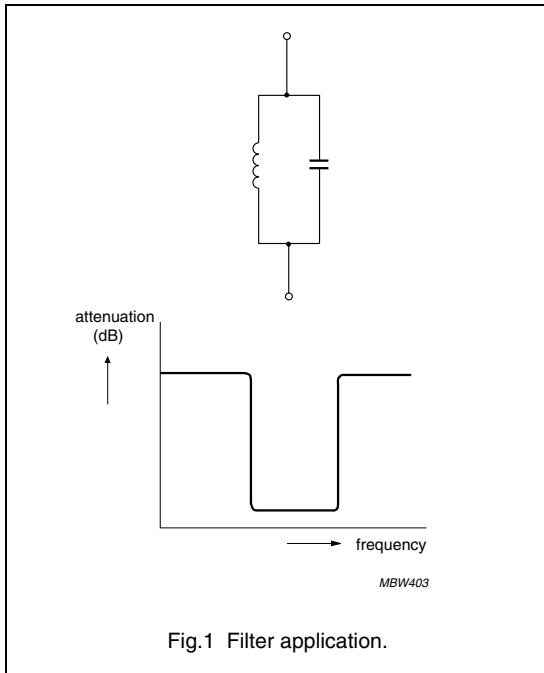 attenuation
(dB)
frequency
MBW403
Fig.1 Filter application.